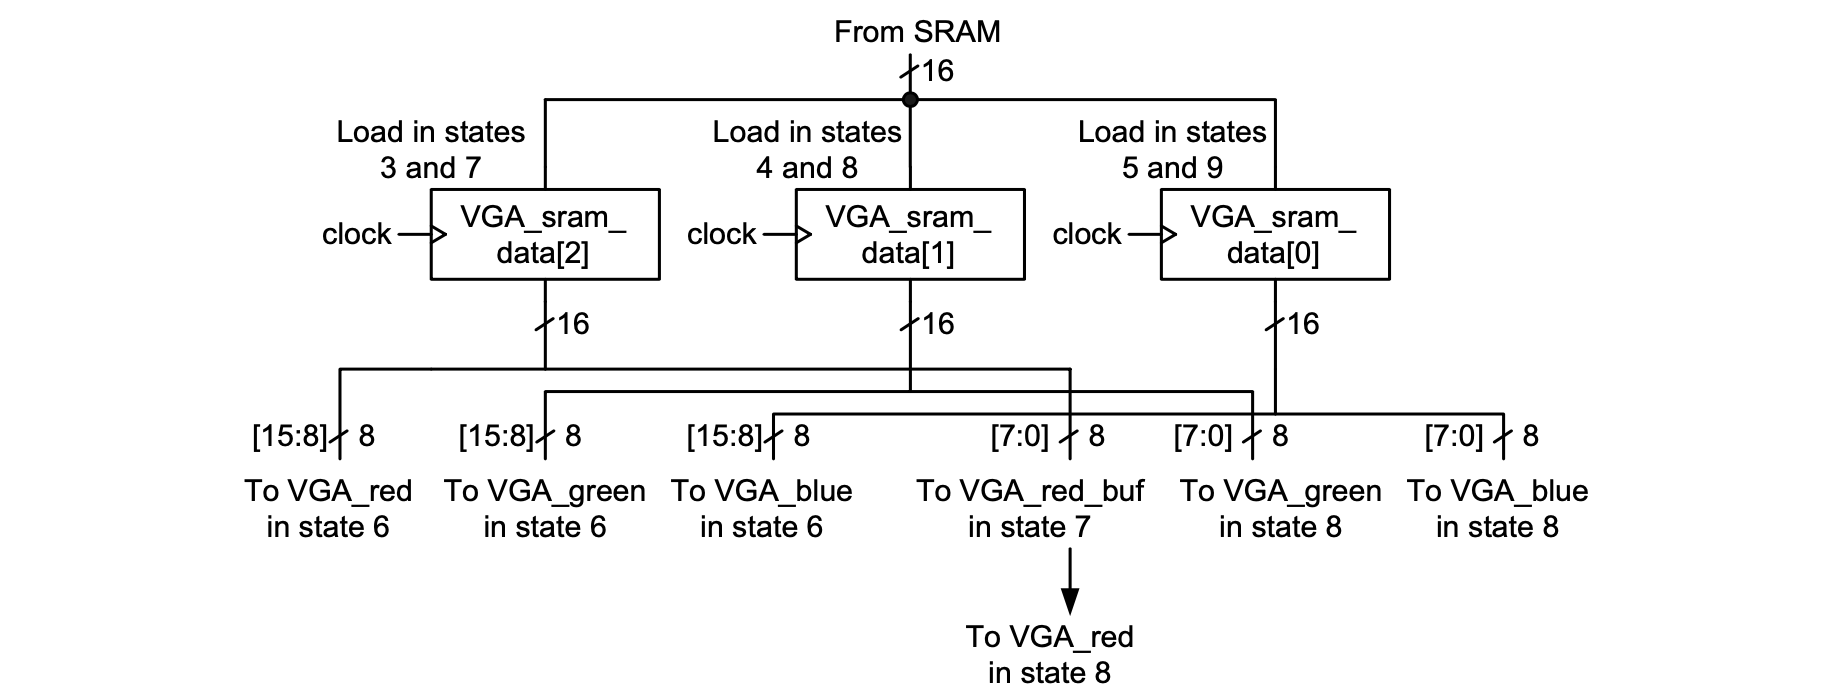 From SRAM
16
Load in states
3 and 7
Load in states
4 and 8
Load in states
5 and 9
clock
VGA_sram_
data[2]
clock
VGA_sram_
data[1]
clock
VGA_sram_
data[0]
16
16
16
[15:8] 8
[15:8] 8
[15:8] 8
[7:0] 8
[7:0] 8
[7:0] 8
To VGA_red
in state 6
To VGA_green
in state 6
To VGA_blue
in state 6
To VGA_red_buf
in state 7
To VGA_green
in state 8
To VGA_blue
in state 8
To VGA_red
in state 8